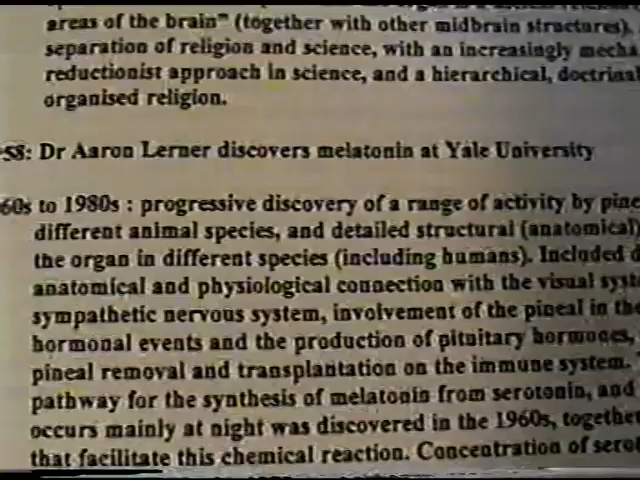 areas of the brain" (together with other midbrain structures).
separation of religion and science, with an increasingly mecha
reductionist approach in science, and a hierarchical, doctrinal
organised religion.
58: Dr Aaron Lerner discovers melatonin at Yale University
60s to 1980s : progressive discovery of a range of activity by pine
different animal species, and detailed structural (anatomical)
the organ in different species (including humans). Included d
anatomical and physiological connection with the visual syst
sympathetic nervous system, involvement of the pineal in the
hormonal events and the production of pituitary hormones,
pineal removal and transplantation on the immune system.
pathway for the synthesis of melatonin from serotonin, and
occurs mainly at night was discovered in the 1960s, together
that facilitate this chemical reaction. Concentration of sero